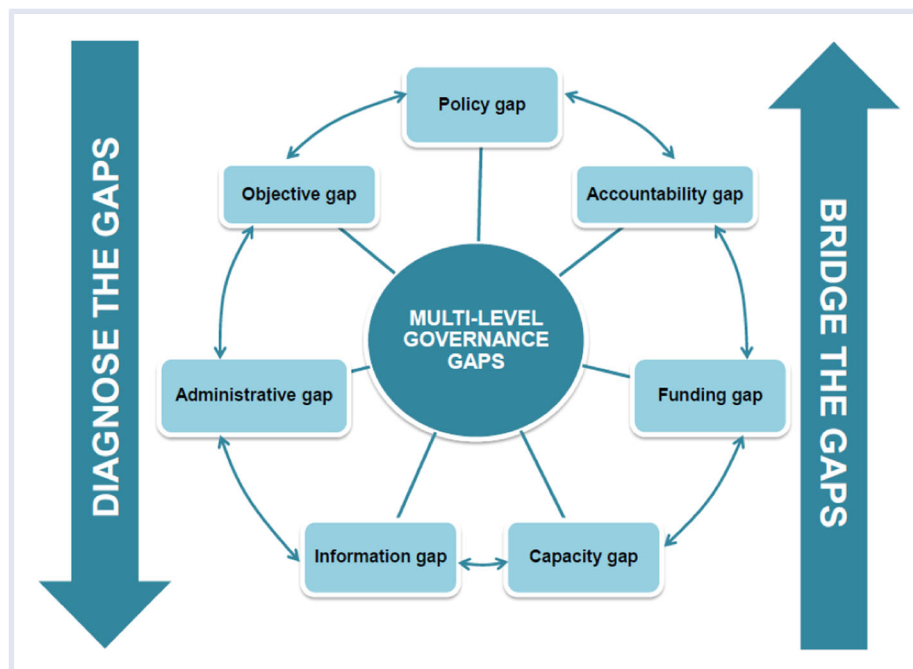 DIAGNOSE THE GAPS
Policy gap
Objective gap
Accountability gap
MULTI-LEVEL
GOVERNANCE
GAPS
Administrative gap
Funding gap
Information gap
Capacity gap
BRIDGE THE GAPS